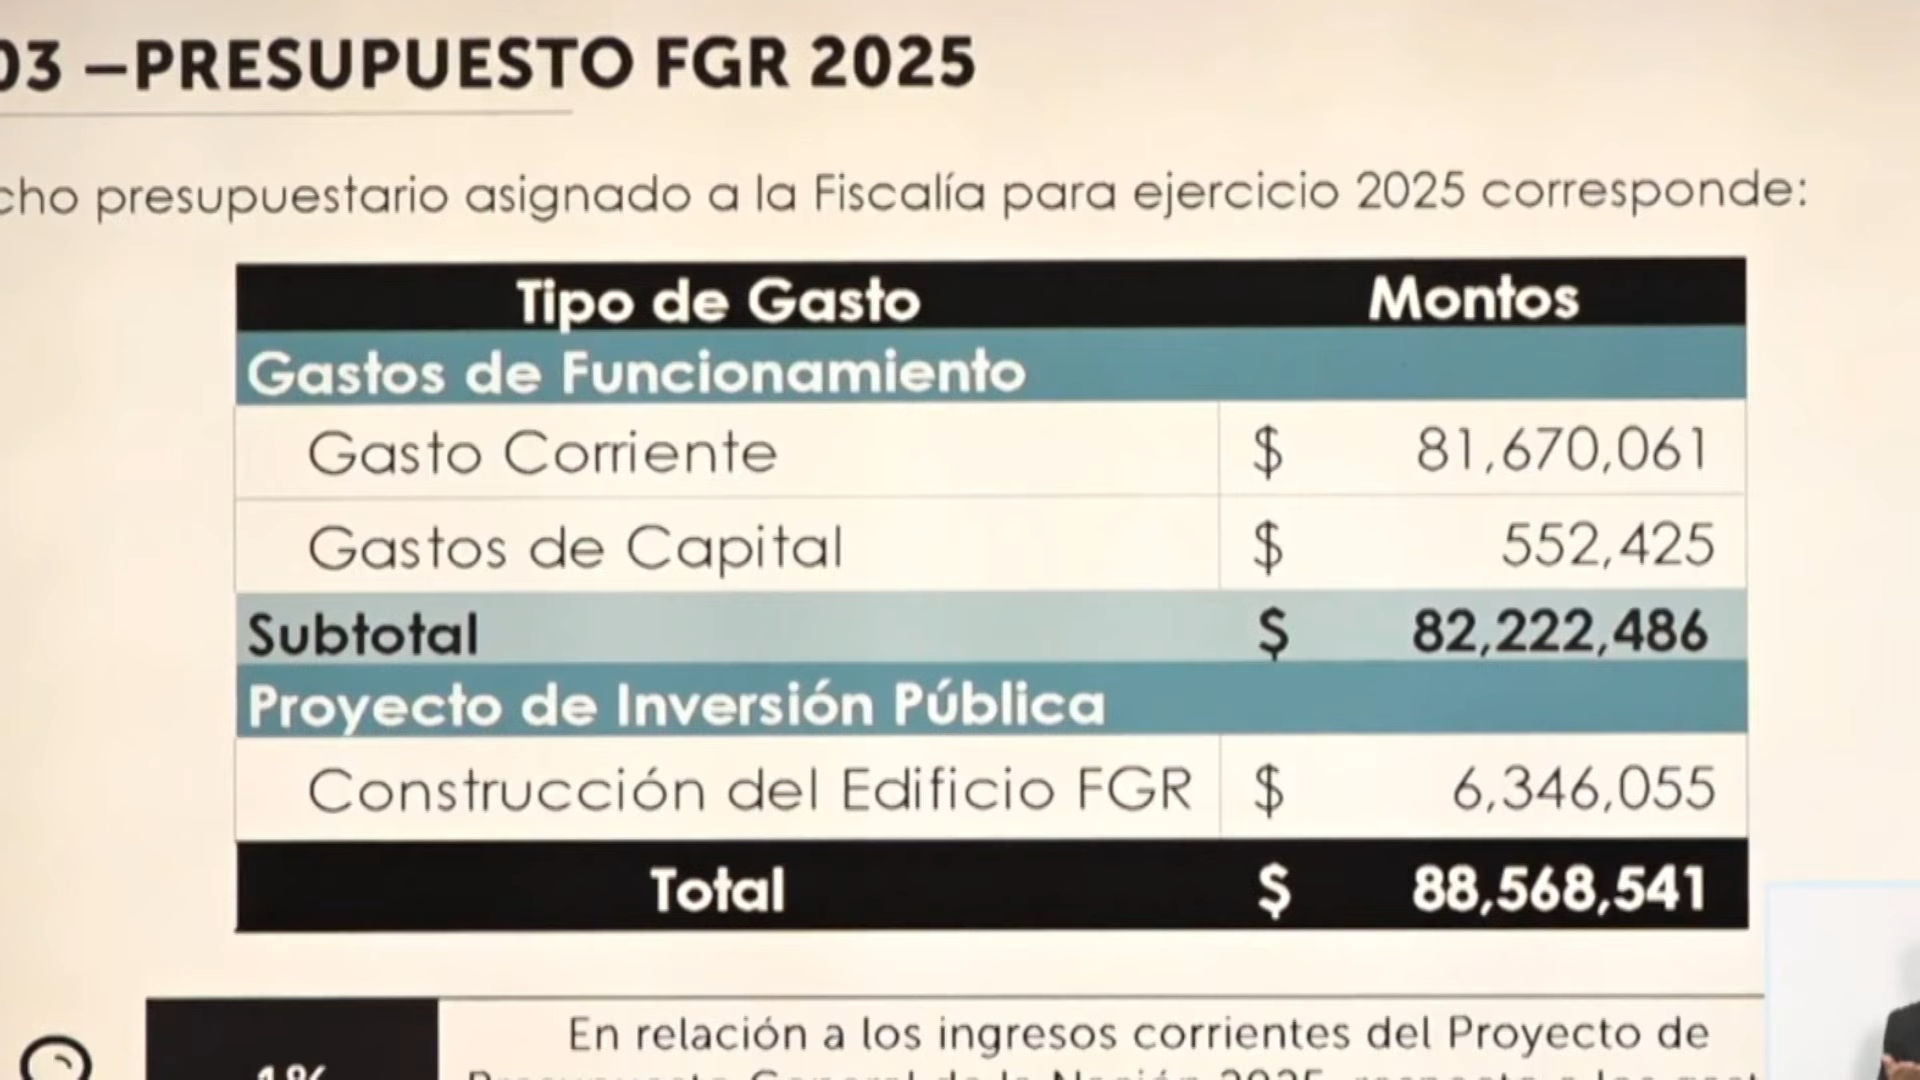 03 –PRESUPUESTO FGR 2025
presupuestario asignado a la Fiscalía para ejercicio 2025 corresponde:
Tipo de Gasto Montos
Gastos de Funcionamiento
Gasto Corriente $ 81,670,061
Gastos de Capital $ 552,425
Subtotal $ 82,222,486
Proyecto de Inversión Pública
Construcción del Edificio FGR $ 6,346,055
Total $ 88,568,541
En relación a los ingresos corrientes del Proyecto de